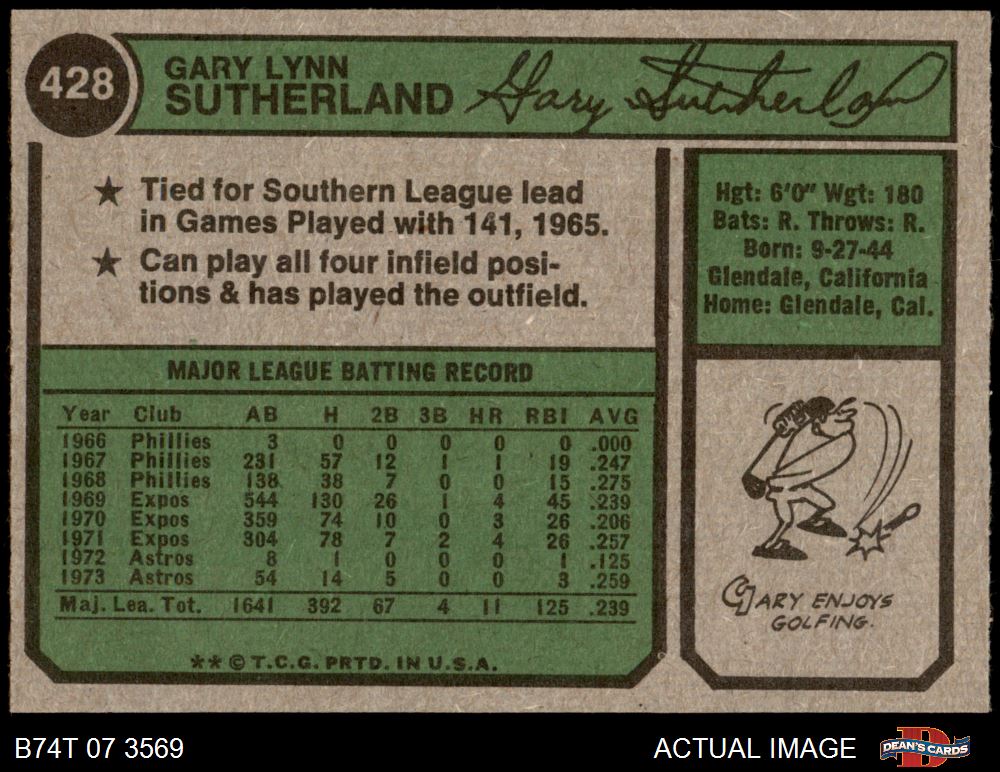 428
GARY LYNN
SUTHERLAND
Gary Sutherland
★ Tied for Southern League lead
in Games Played with 141, 1965.
★ Can play all four infield posi-
tions & has played the outfield.
Hgt: 6'0" Wgt: 180
Bats: R. Throws: R.
Born: 9-27-44
Glendale, California
Home: Glendale, Cal.
MAJOR LEAGUE BATTING RECORD
Year Club AB H 2B 3B HR RBI AVG
1966 Phillies 3 0 0 0 0 0 .000
1967 Phillies 231 57 12 1 1 19 .247
1968 Phillies 138 38 7 0 0 15 .275
1969 Expos 544 130 26 1 4 45 .239
1970 Expos 359 74 10 0 3 26 .206
1971 Expos 304 78 7 2 4 26 .257
1972 Astros 8 1 0 0 0 1 .125
1973 Astros 54 14 5 0 0 3 .259
Maj. Lea. Tot. 1641 392 67 4 11 125 .239
** © T.C.G. PRTD. IN U.S.A.
GARY ENJOYS
GOLFING.
B74T 07 3569
ACTUAL IMAGE
D
DEAN'S CARDS